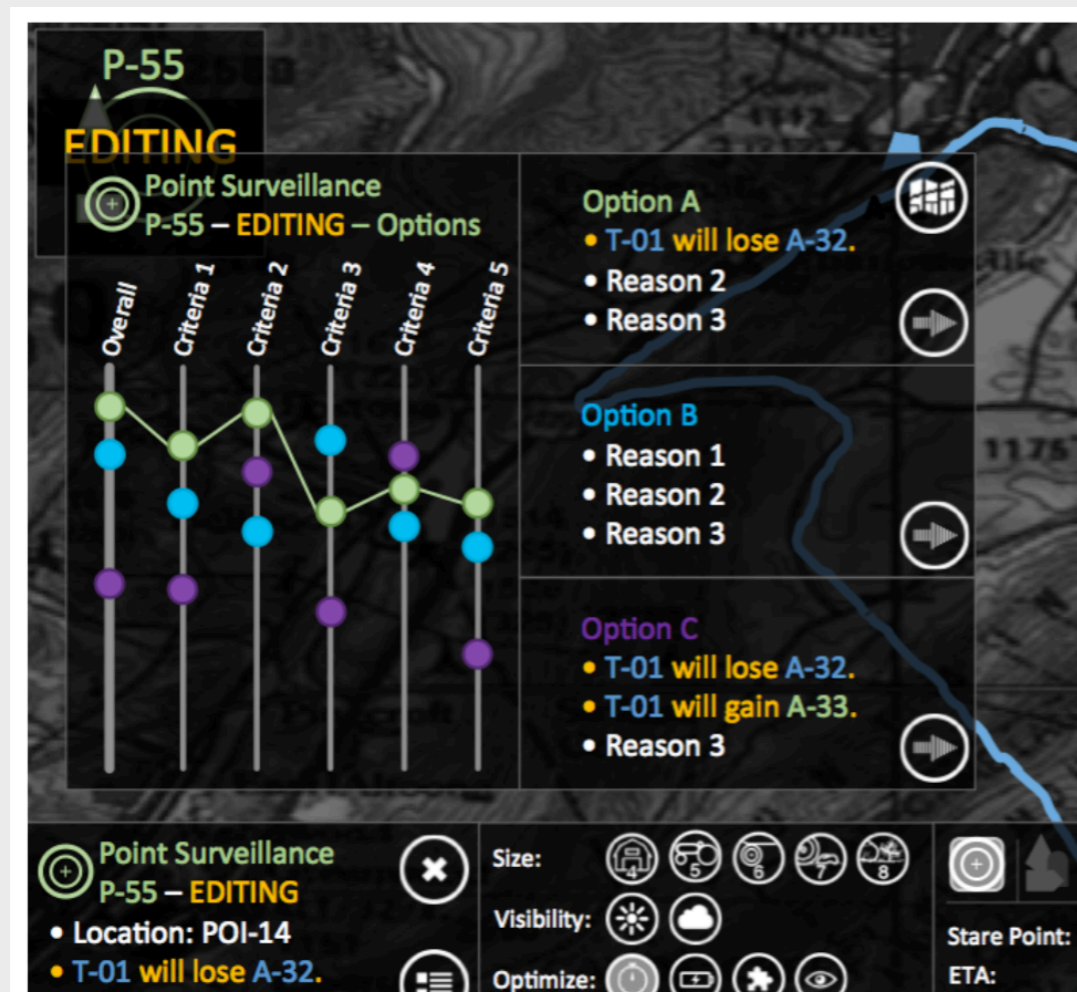 P-55
EDITING
Point Surveillance
P-55 – EDITING – Options
Overall
Criteria 1
Criteria 2
Criteria 3
Criteria 4
Criteria 5
Option A
• T-01 will lose A-32.
• Reason 2
• Reason 3
Option B
• Reason 1
• Reason 2
• Reason 3
Option C
• T-01 will lose A-32.
• T-01 will gain A-33.
• Reason 3
1175
Point Surveillance
P-55 – EDITING
• Location: POI-14
• T-01 will lose A-32.
Size:
4
5
6
7
8
Visibility:
Optimize:
Stare Point:
ETA: